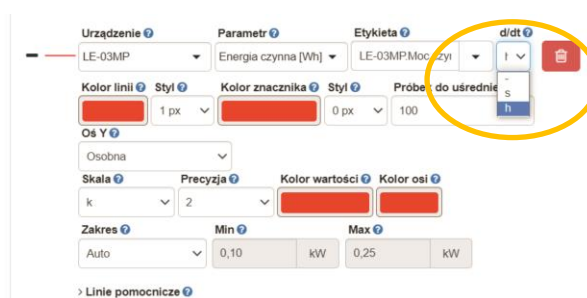 Urządzenie Parametr Etykieta d/dt
LE-03MP Energia czynna [Wh] LE-03MP.Moc
Kolor linii Styl Kolor znacznika Styl Próbek do
1 px 0 px 100
-
s
h
Oś Y
Osobna
Skala Precyzja Kolor wartości Kolor osi
k 2
Zakres Min Max
Auto 0,10 kW 0,25 kW
> Linie pomocnicze